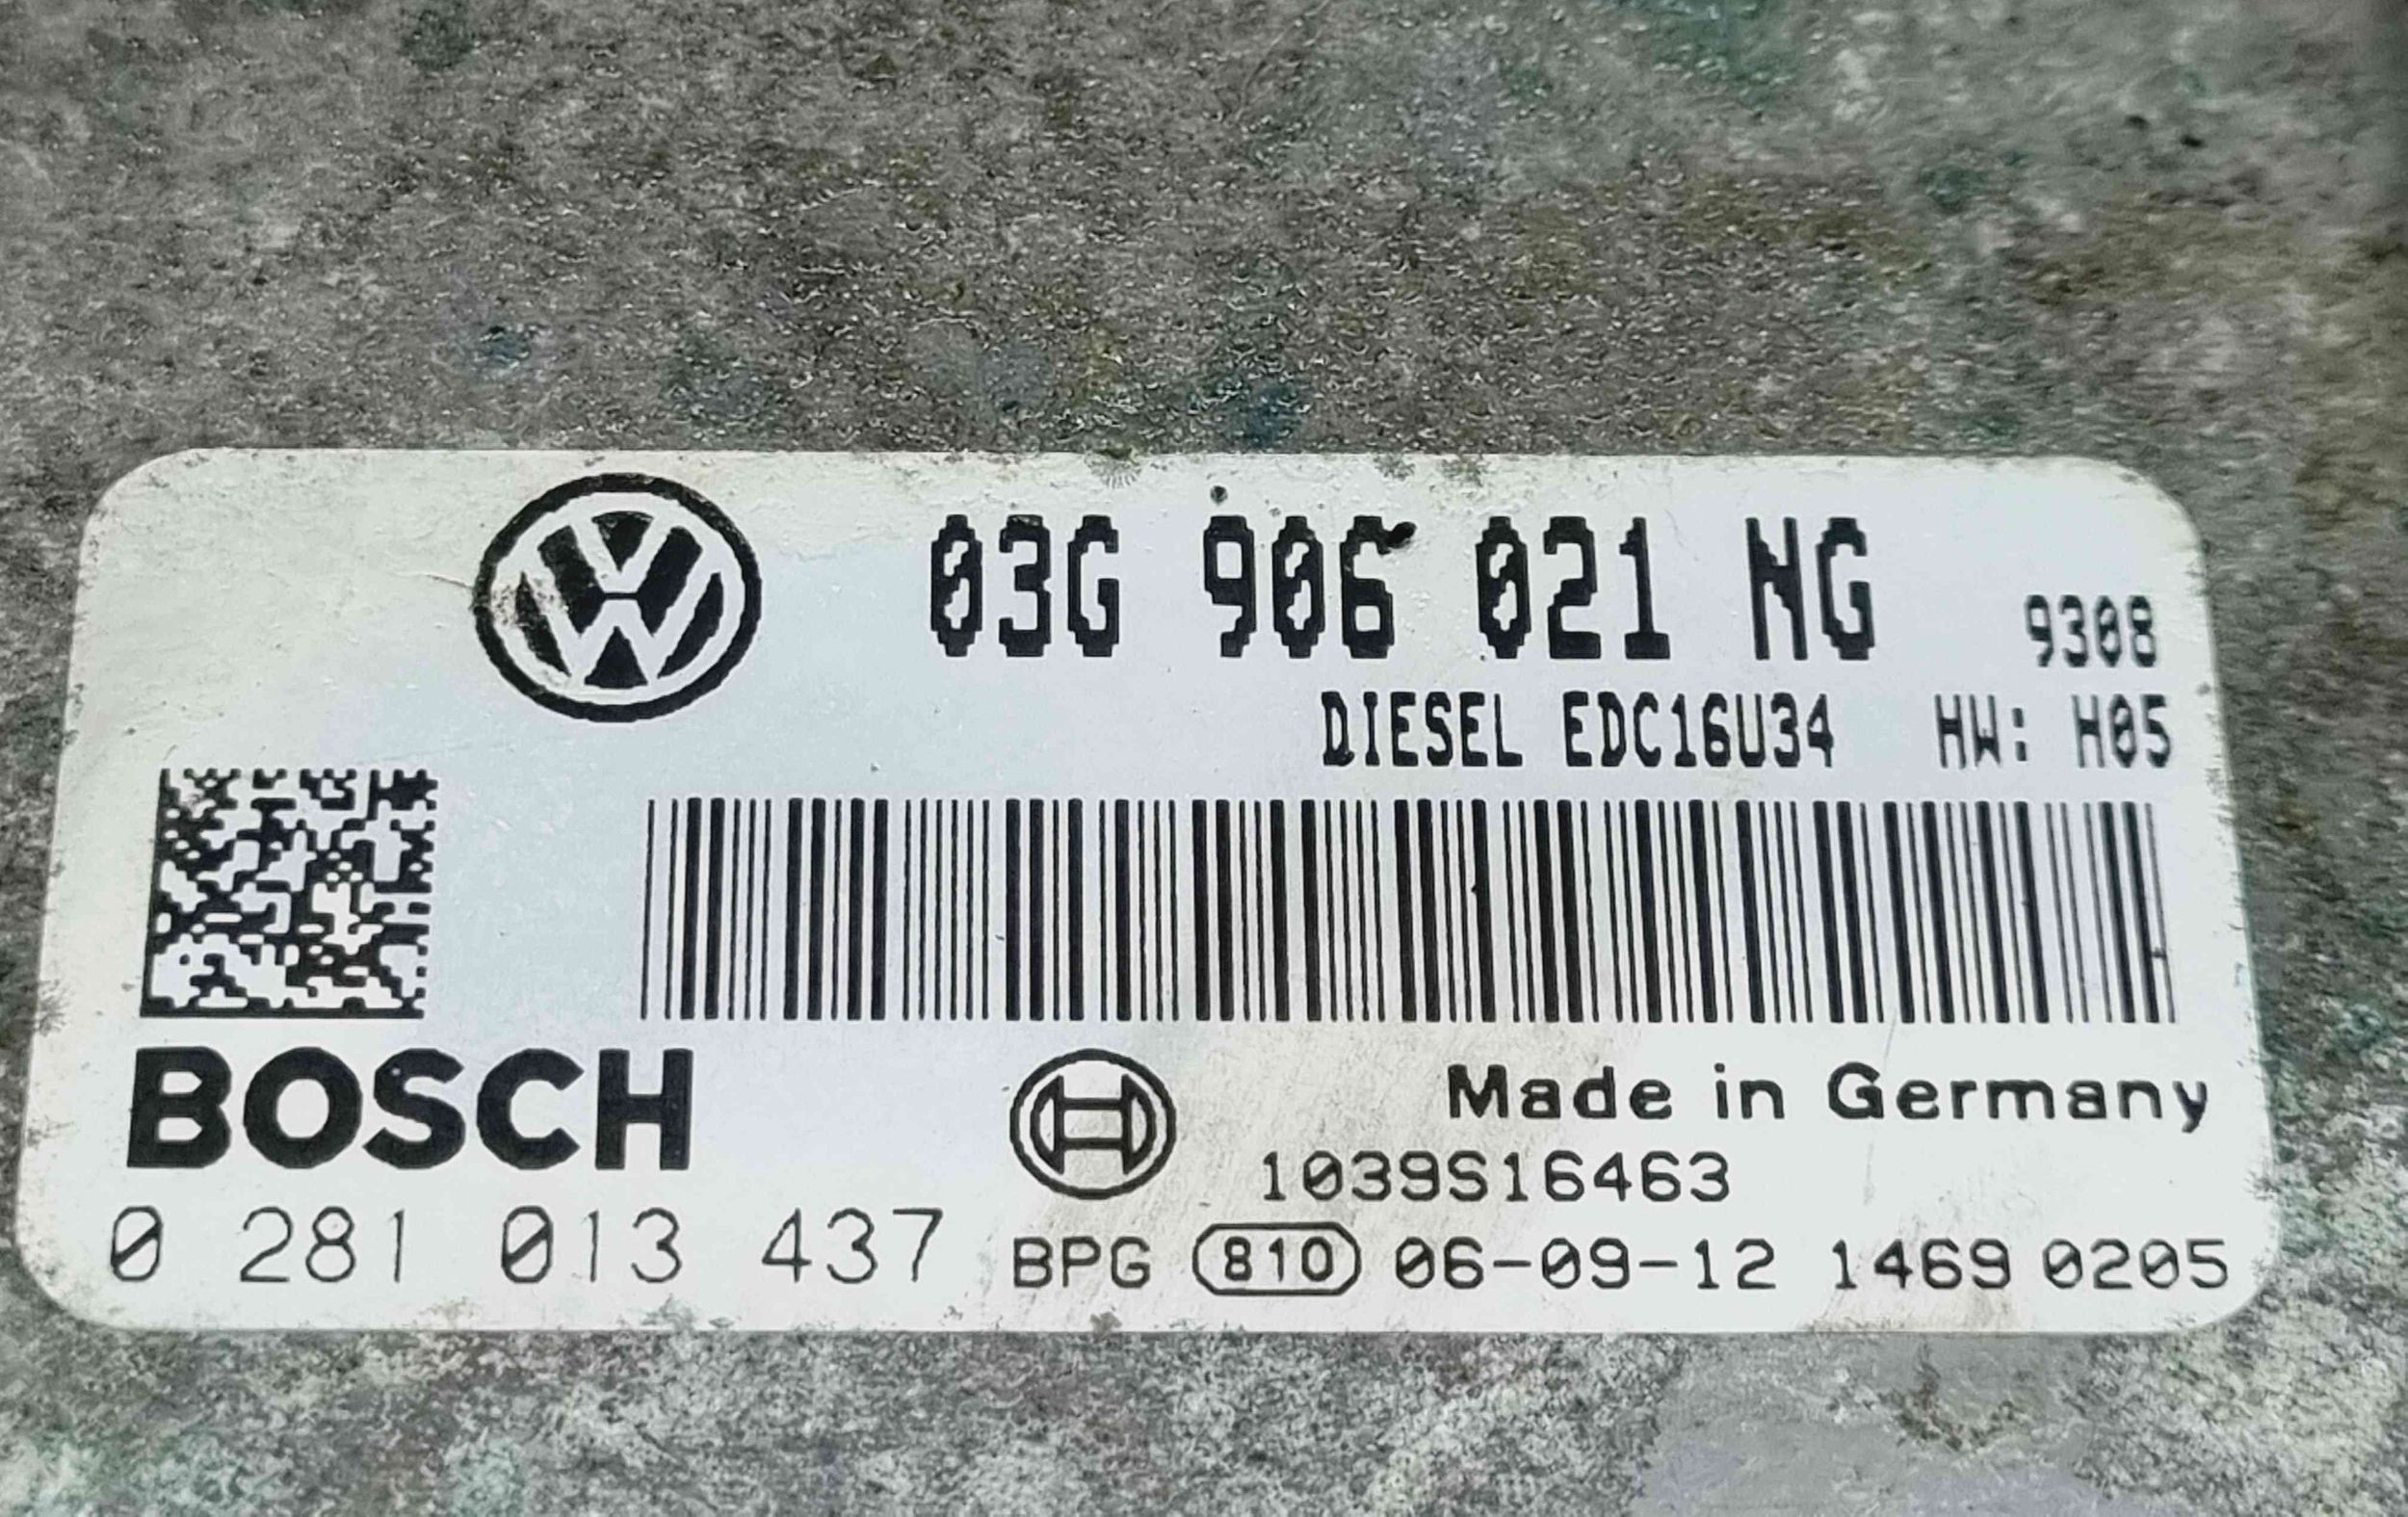 03G 906 021 NG 9308
DIESEL EDC16U34 HW: H05
BOSCH
Made in Germany
1039S16463
0 281 013 437 BPG 810 06-09-12 1469 0205